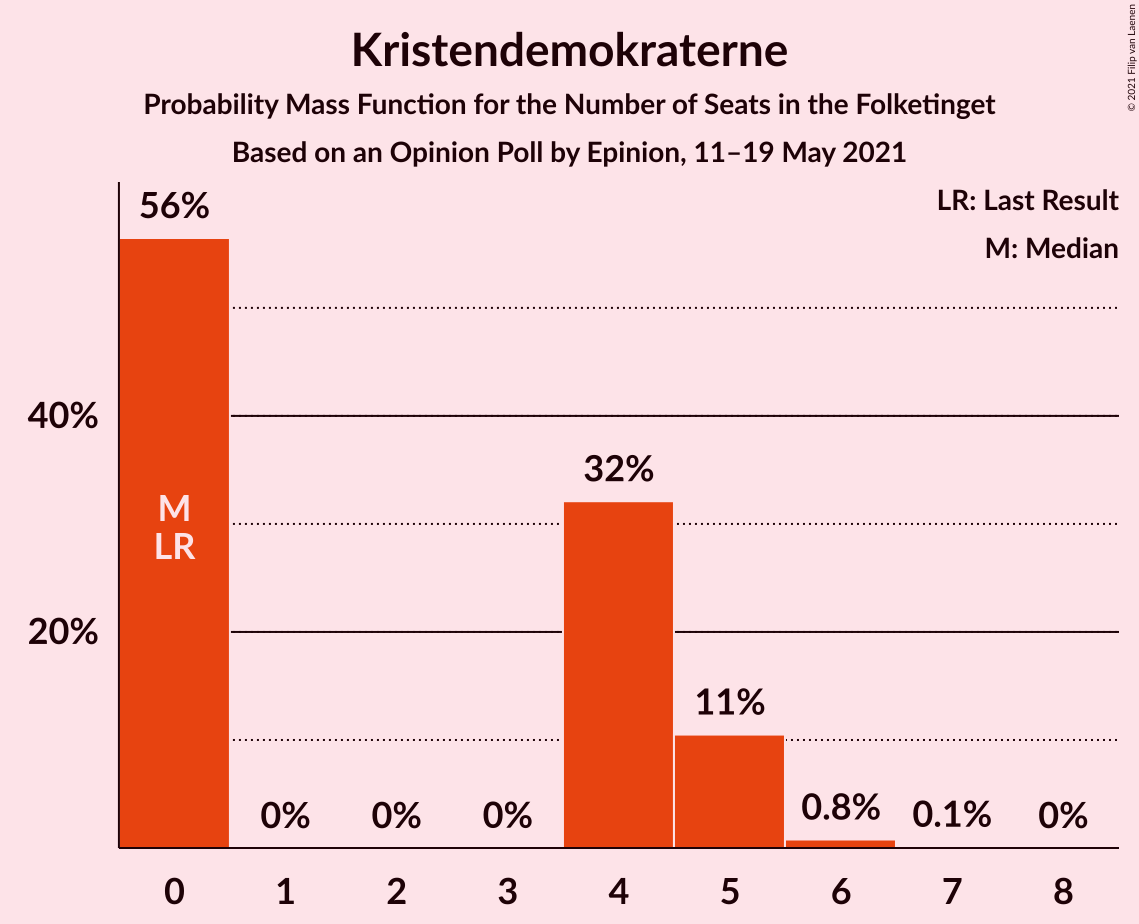 Kristendemokraterne
Probability Mass Function for the Number of Seats in the Folketinget
Based on an Opinion Poll by Epinion, 11–19 May 2021
© 2021 Filip van Laenen
LR: Last Result
M: Median
56%
40%
32%
M
LR
20%
11%
0%
0%
0%
0.8%
0.1%
0%
0 1 2 3 4 5 6 7 8